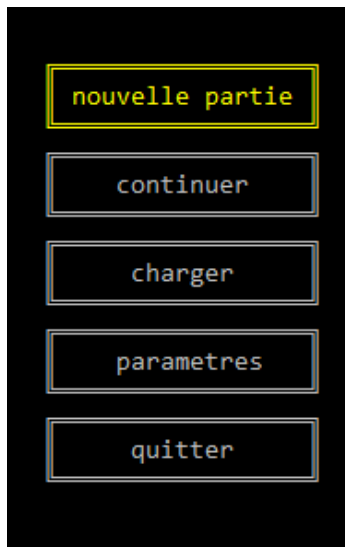 nouvelle partie
continuer
charger
parametres
quitter